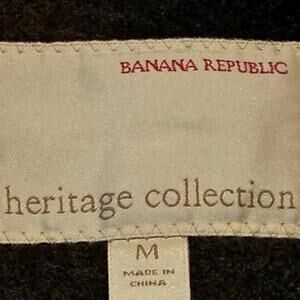 BANANA REPUBLIC
heritage collection
M
MADE IN
CHINA